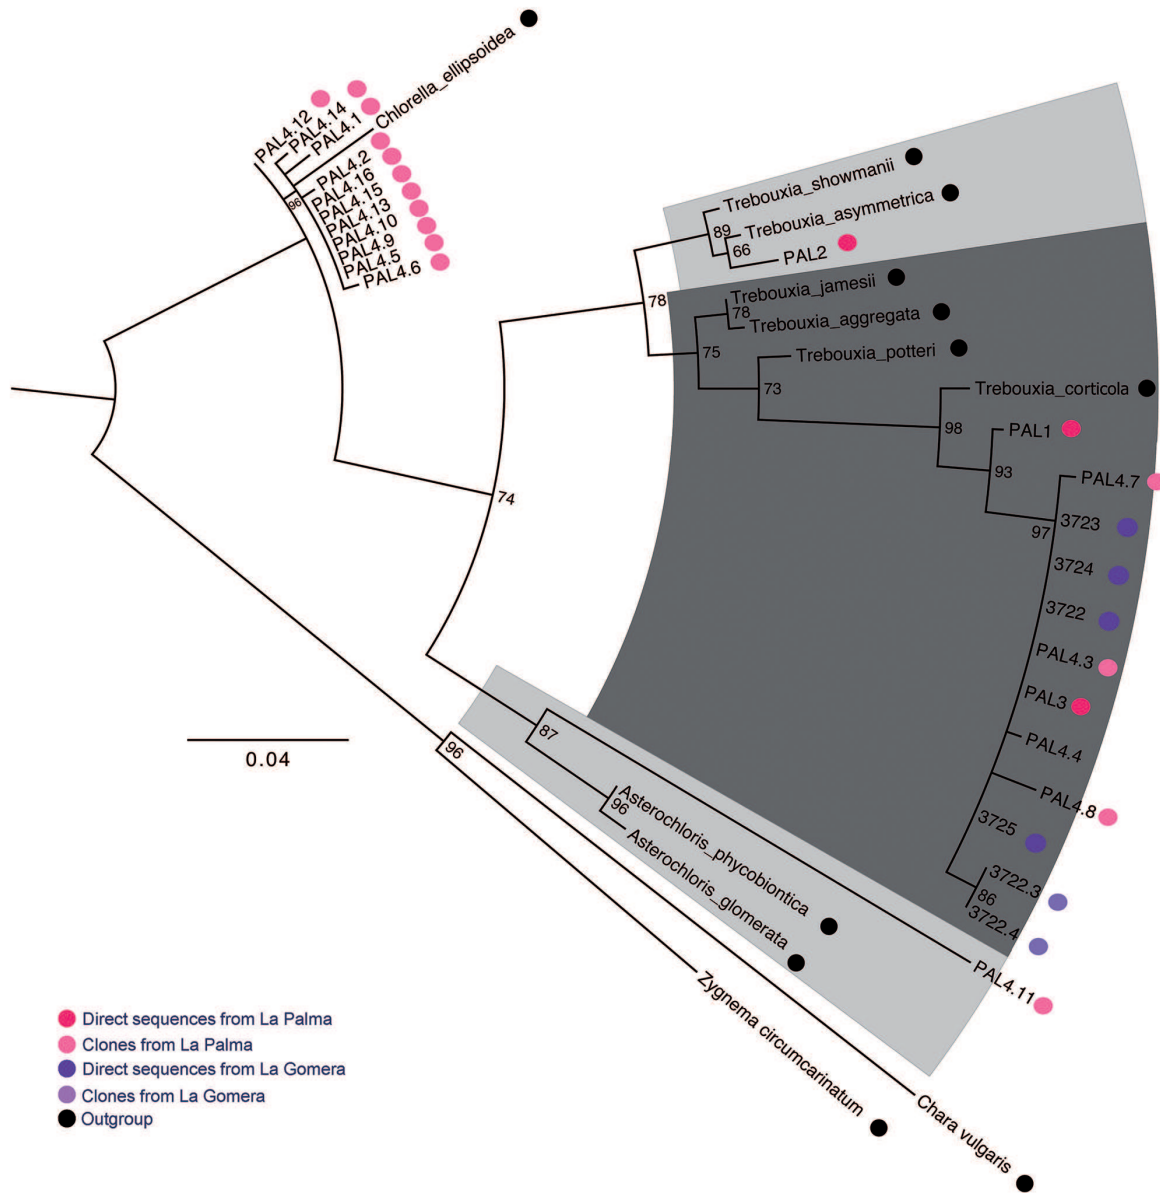 Chlorella_ellipsoidea
PAL4.12
PAL4.14
PAL4.1
96
PAL4.2
PAL4.16
PAL4.15
PAL4.13
PAL4.10
PAL4.9
PAL4.5
PAL4.6
Trebouxia_showmanii
89
Trebouxia_asymmetrica
66
PAL2
78
Trebouxia_jamesii
78
Trebouxia_aggregata
75
Trebouxia_potteri
73
Trebouxia_corticola
98
PAL1
93
PAL4.7
97
3723
3724
3722
PAL4.3
PAL3
PAL4.4
PAL4.8
3725
3722.3
86
3722.4
74
87
Asterochloris_phycobiontica
96
Asterochloris_glomerata
PAL4.11
96
Zygnema circumcarinatum
Chara vulgaris
0.04
Direct sequences from La Palma
Clones from La Palma
Direct sequences from La Gomera
Clones from La Gomera
Outgroup